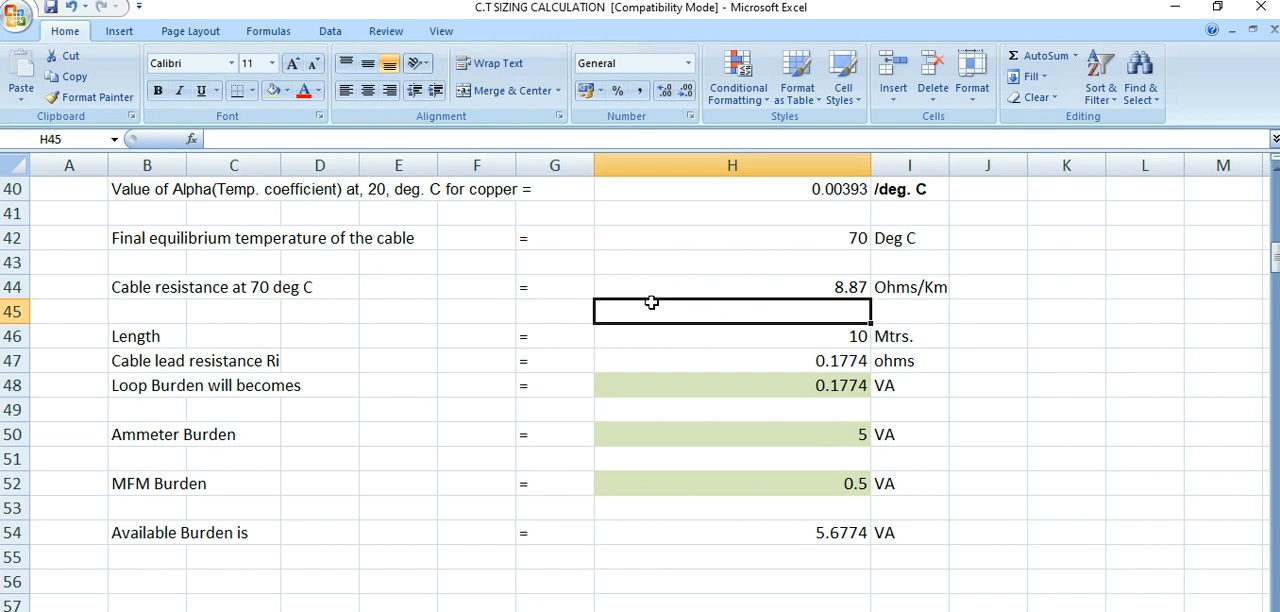 C.T SIZING CALCULATION [Compatibility Mode] - Microsoft Excel
Home Insert Page Layout Formulas Data Review View
Paste Cut Copy Format Painter Clipboard
Calibri 11 A A B I U A Font
Wrap Text Merge & Center Alignment
General % , .0 .00 .00 .0 Number
Conditional Formatting Format as Table Cell Styles Styles
Insert Delete Format Cells
Σ AutoSum Fill Clear Sort & Filter Find & Select Editing
H45 fx
A B C D E F G H I J K L M
40 Value of Alpha(Temp. coefficient) at, 20, deg. C for copper = 0.00393 /deg. C
41
42 Final equilibrium temperature of the cable = 70 Deg C
43
44 Cable resistance at 70 deg C = 8.87 Ohms/Km
45
46 Length = 10 Mtrs.
47 Cable lead resistance Ri = 0.1774 ohms
48 Loop Burden will becomes = 0.1774 VA
49
50 Ammeter Burden = 5 VA
51
52 MFM Burden = 0.5 VA
53
54 Available Burden is = 5.6774 VA
55
56
57